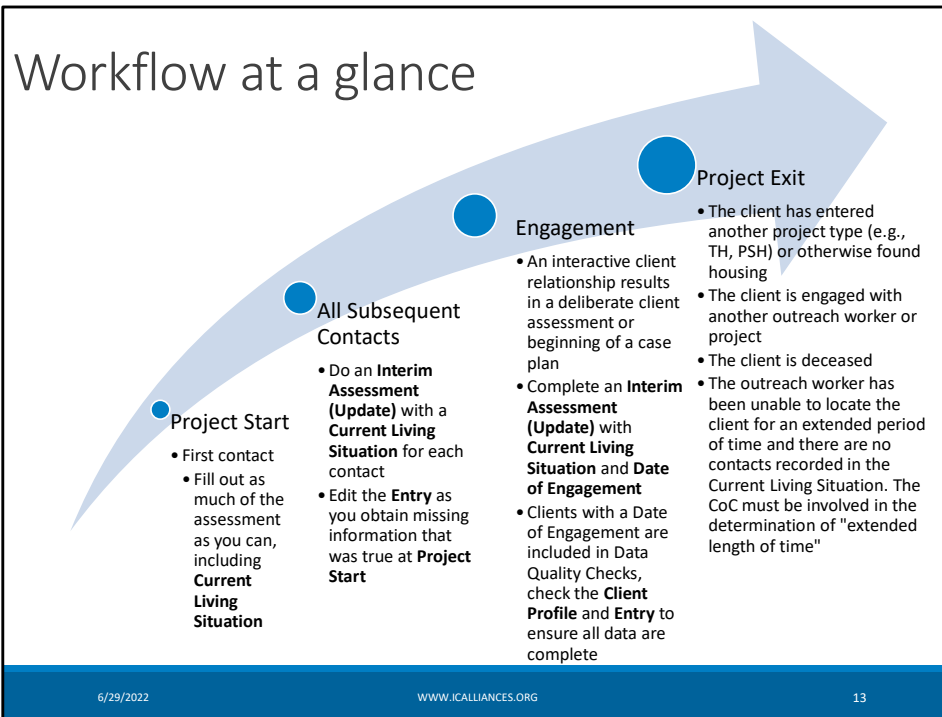 Workflow at a glance
Project Start
• First contact
• Fill out as
much of the
assessment
as you can,
including
Current
Living
Situation
All Subsequent
Contacts
• Do an Interim
Assessment
(Update) with a
Current Living
Situation for each
contact
• Edit the Entry as
you obtain missing
information that
was true at Project
Start
Engagement
• An interactive client
relationship results
in a deliberate client
assessment or
beginning of a case
plan
• Complete an Interim
Assessment
(Update) with
Current Living
Situation and Date
of Engagement
• Clients with a Date
of Engagement are
included in Data
Quality Checks,
check the Client
Profile and Entry to
ensure all data are
complete
Project Exit
• The client has entered
another project type (e.g.,
TH, PSH) or otherwise found
housing
• The client is engaged with
another outreach worker or
project
• The client is deceased
• The outreach worker has
been unable to locate the
client for an extended period
of time and there are no
contacts recorded in the
Current Living Situation. The
CoC must be involved in the
determination of "extended
length of time"
6/29/2022
WWW.ICALLIANCES.ORG
13